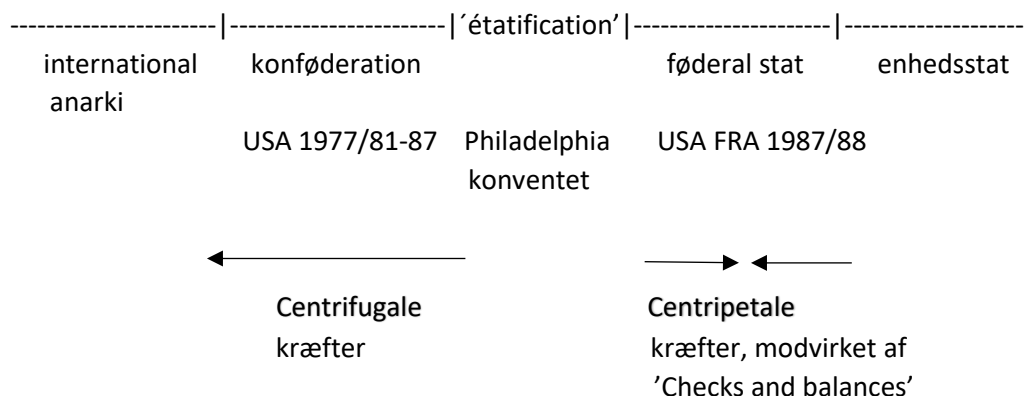 -----------------------|-----------------------|´étatification’|---------------------|-------------------
international konføderation føderal stat enhedsstat
anarki
USA 1977/81-87 Philadelphia USA FRA 1987/88
konventet
Centrifugale Centripetale
kræfter kræfter, modvirket af
’Checks and balances’